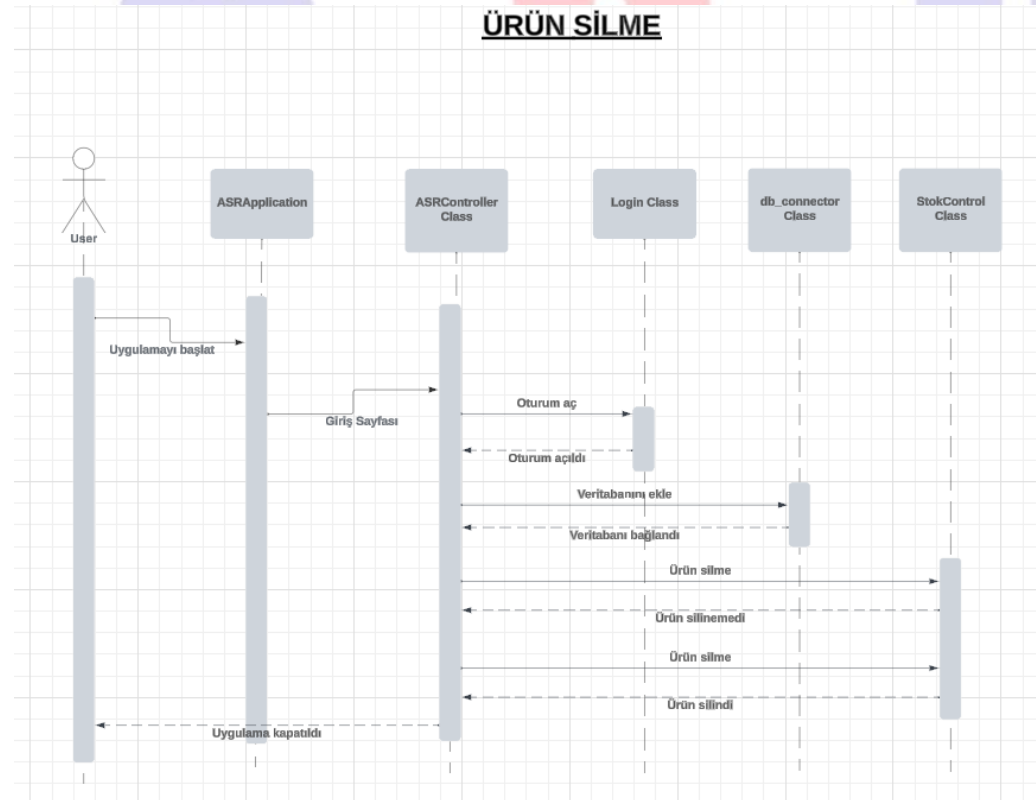 ÜRÜN SİLME
User
ASRApplication
ASRController
Class
Login Class
db_connector
Class
StokControl
Class
Uygulamayı başlat
Giriş Sayfası
Oturum aç
Oturum açıldı
Veritabanını ekle
Veritabanı bağlandı
Ürün silme
Ürün silinemedi
Ürün silme
Ürün silindi
Uygulama kapatıldı